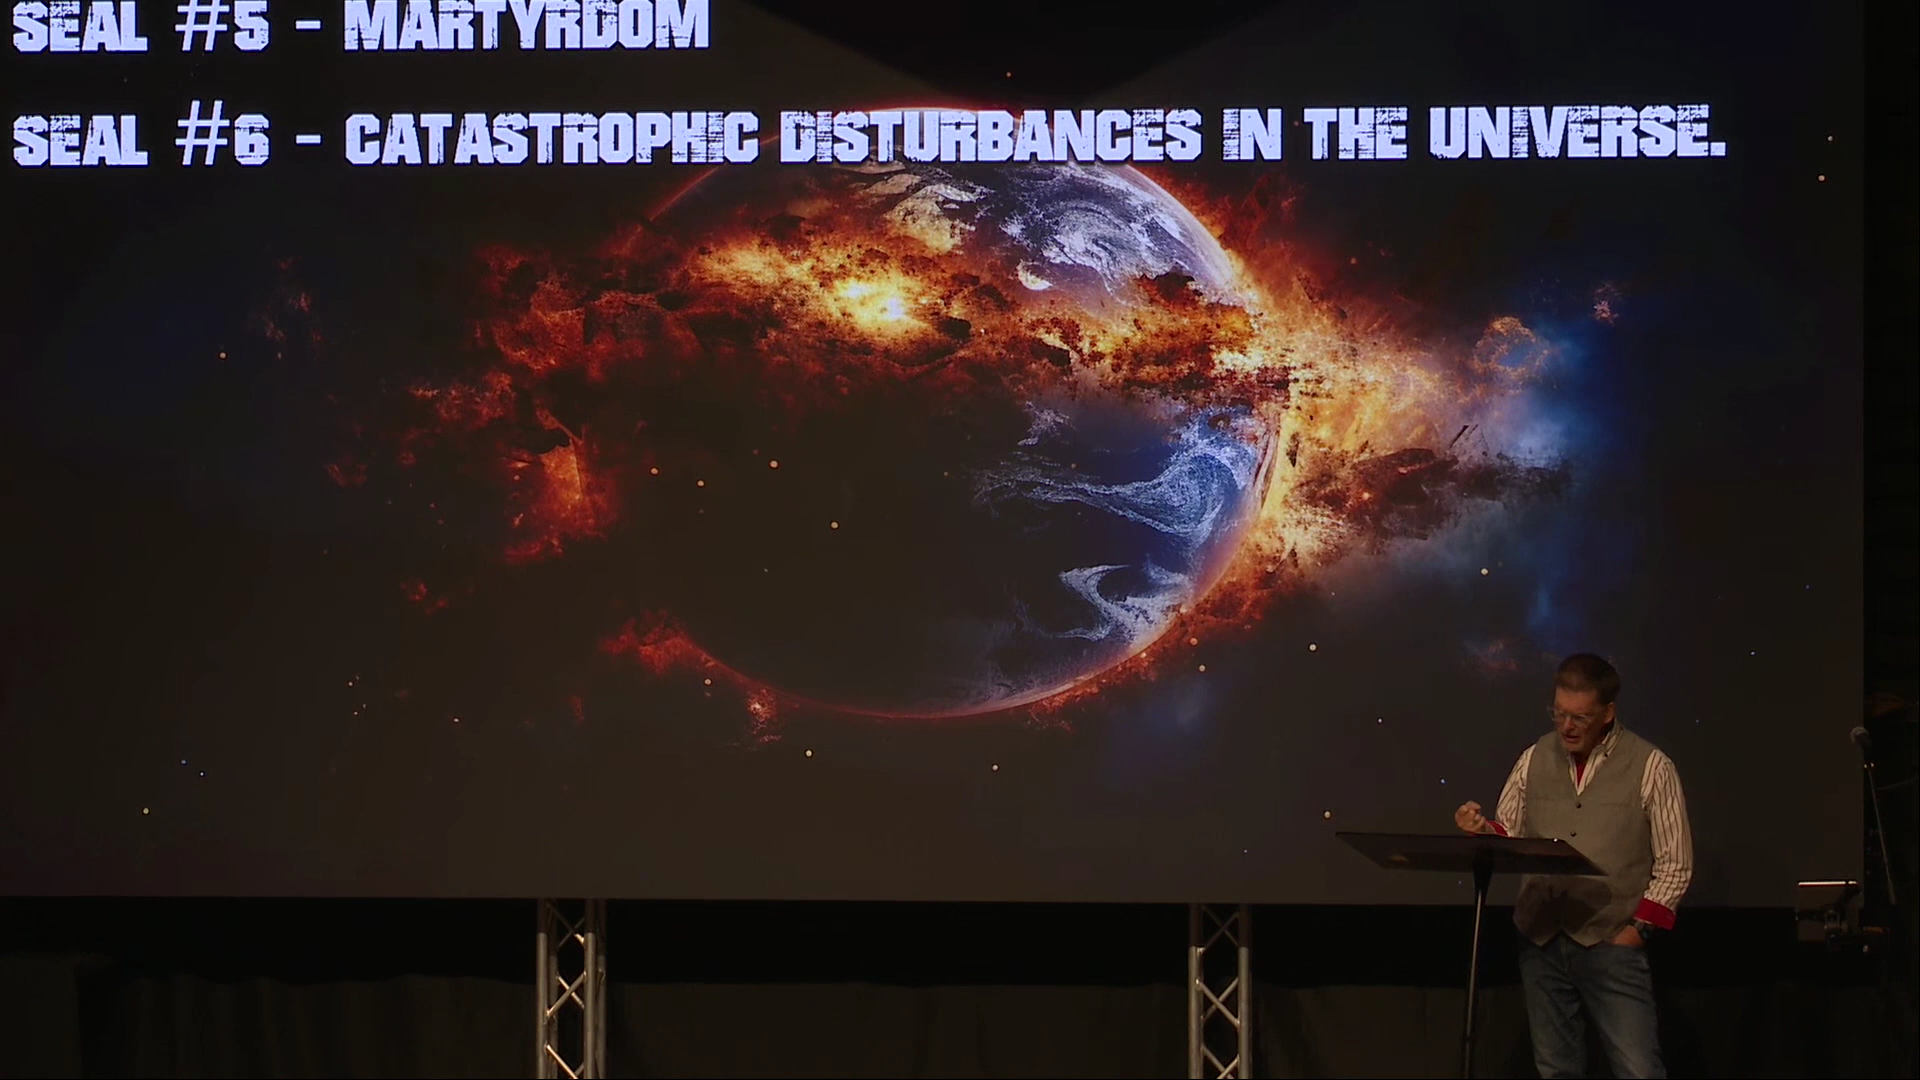 SEAL #5 - MARTYRDOM
SEAL #6 - CATASTROPHIC DISTURBANCES IN THE UNIVERSE.